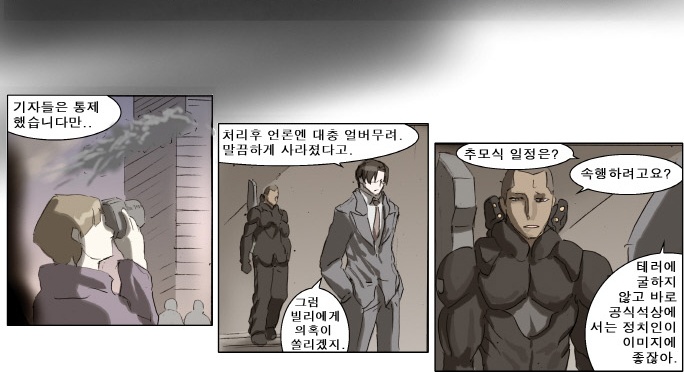 기자들은 통제
했습니다만..
처리후 언론엔 대충 얼버무려.
말끔하게 사라졌다고.
그럼
빌리에게
의혹이
쏠리겠지.
추모식 일정은?
속행하려고요?
테러에
굴하지
않고 바로
공식석상에
서는 정치인이
이미지에
좋잖아.